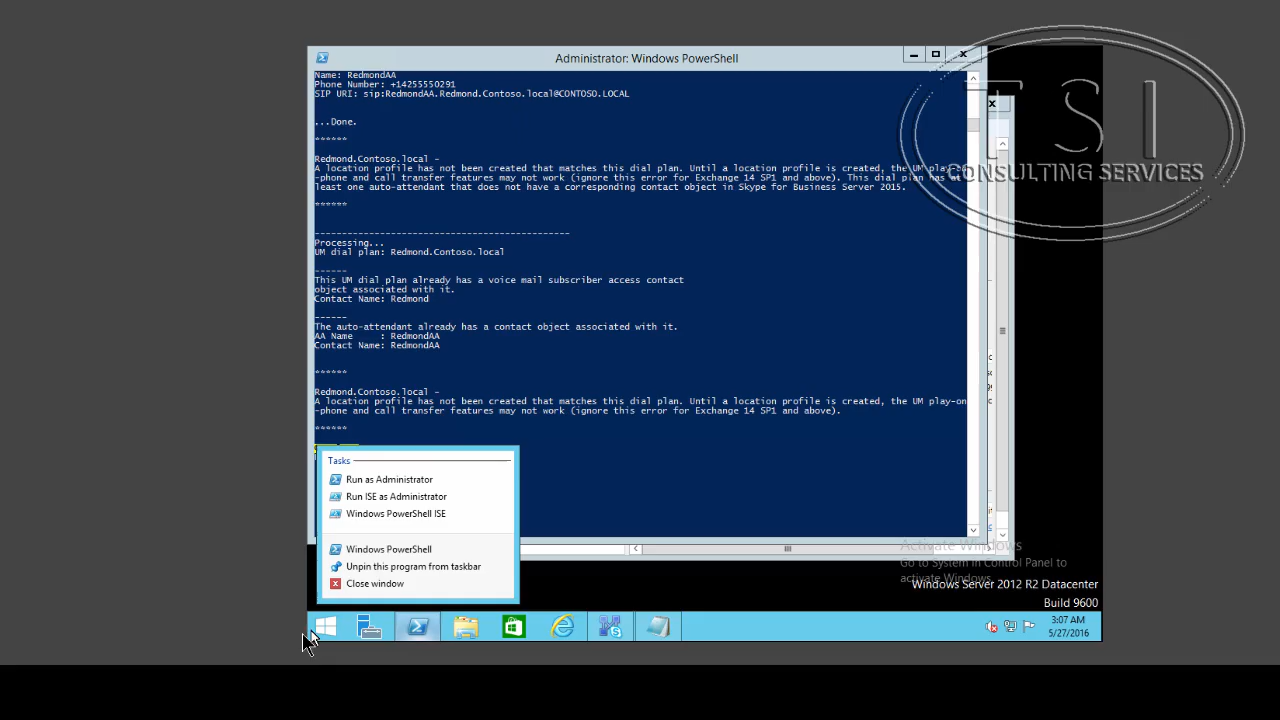 Administrator: Windows PowerShell
Name: RedmondAA
Phone Number: +14255550291
SIP URI: sip:RedmondAA.Redmond.Contoso.local@CONTOSO.LOCAL
...Done.
******
Redmond.Contoso.local -
A location profile has not been created that matches this dial plan. Until a location profile is created, the UM play-on
-phone and call transfer features may not work (ignore this error for Exchange 14 SP1 and above). This dial plan has at
least one auto-attendant that does not have a corresponding contact object in Skype for Business Server 2015.
******
--------------------------------------------
Processing...
UM dial plan: Redmond.Contoso.local
------
This UM dial plan already has a voice mail subscriber access contact
object associated with it.
Contact Name: Redmond
------
The auto-attendant already has a contact object associated with it.
AA Name : RedmondAA
Contact Name: RedmondAA
******
Redmond.Contoso.local -
A location profile has not been created that matches this dial plan. Until a location profile is created, the UM play-on
-phone and call transfer features may not work (ignore this error for Exchange 14 SP1 and above).
******
TSI
CONSULTING SERVICES
Tasks
Run as Administrator
Run ISE as Administrator
Windows PowerShell ISE
Windows PowerShell
Unpin this program from taskbar
Close window
Activate Windows
Go to System in Control Panel to
activate Windows.
Windows Server 2012 R2 Datacenter
Build 9600
3:07 AM
5/27/2016